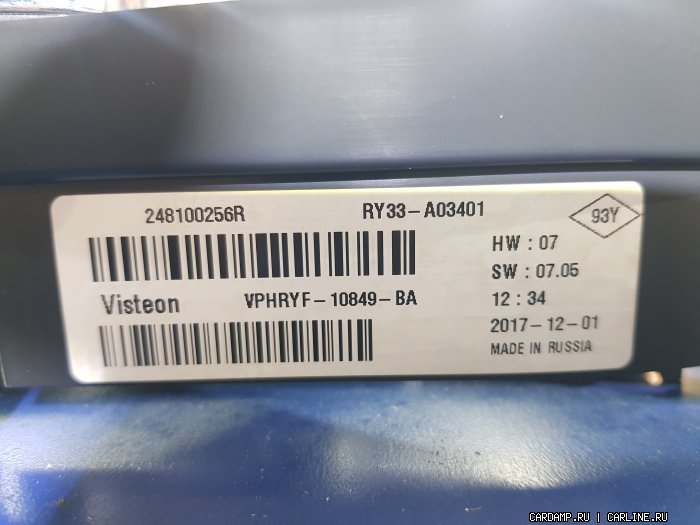 248100256R RY33-A03401
93Y
HW : 07
SW : 07.05
Visteon VPHRYF-10849-BA
12 : 34
2017-12-01
MADE IN RUSSIA
CARDAMP.RU | CARLINE.RU